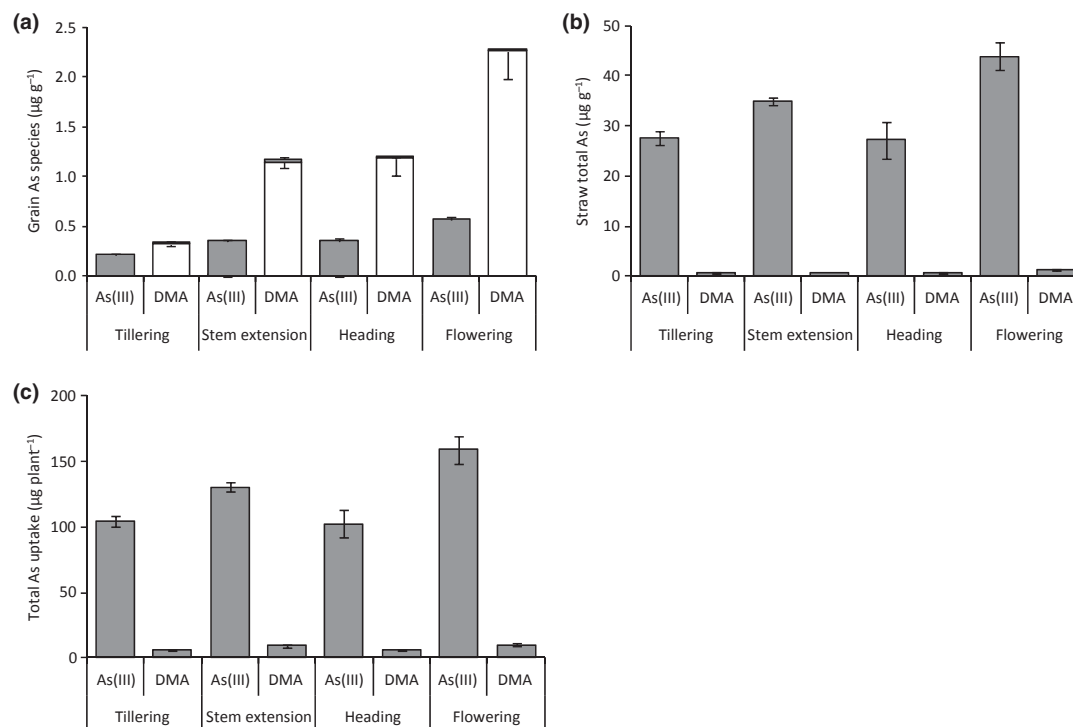 (a)
Grain As species (µg g⁻¹)
2.5
2.0
1.5
1.0
0.5
0.0
As(III) DMA As(III) DMA As(III) DMA As(III) DMA
Tillering Stem extension Heading Flowering
(b)
Straw total As (µg g⁻¹)
50
40
30
20
10
0
As(III) DMA As(III) DMA As(III) DMA As(III) DMA
Tillering Stem extension Heading Flowering
(c)
Total As uptake (µg plant⁻¹)
200
150
100
50
0
As(III) DMA As(III) DMA As(III) DMA As(III) DMA
Tillering Stem extension Heading Flowering